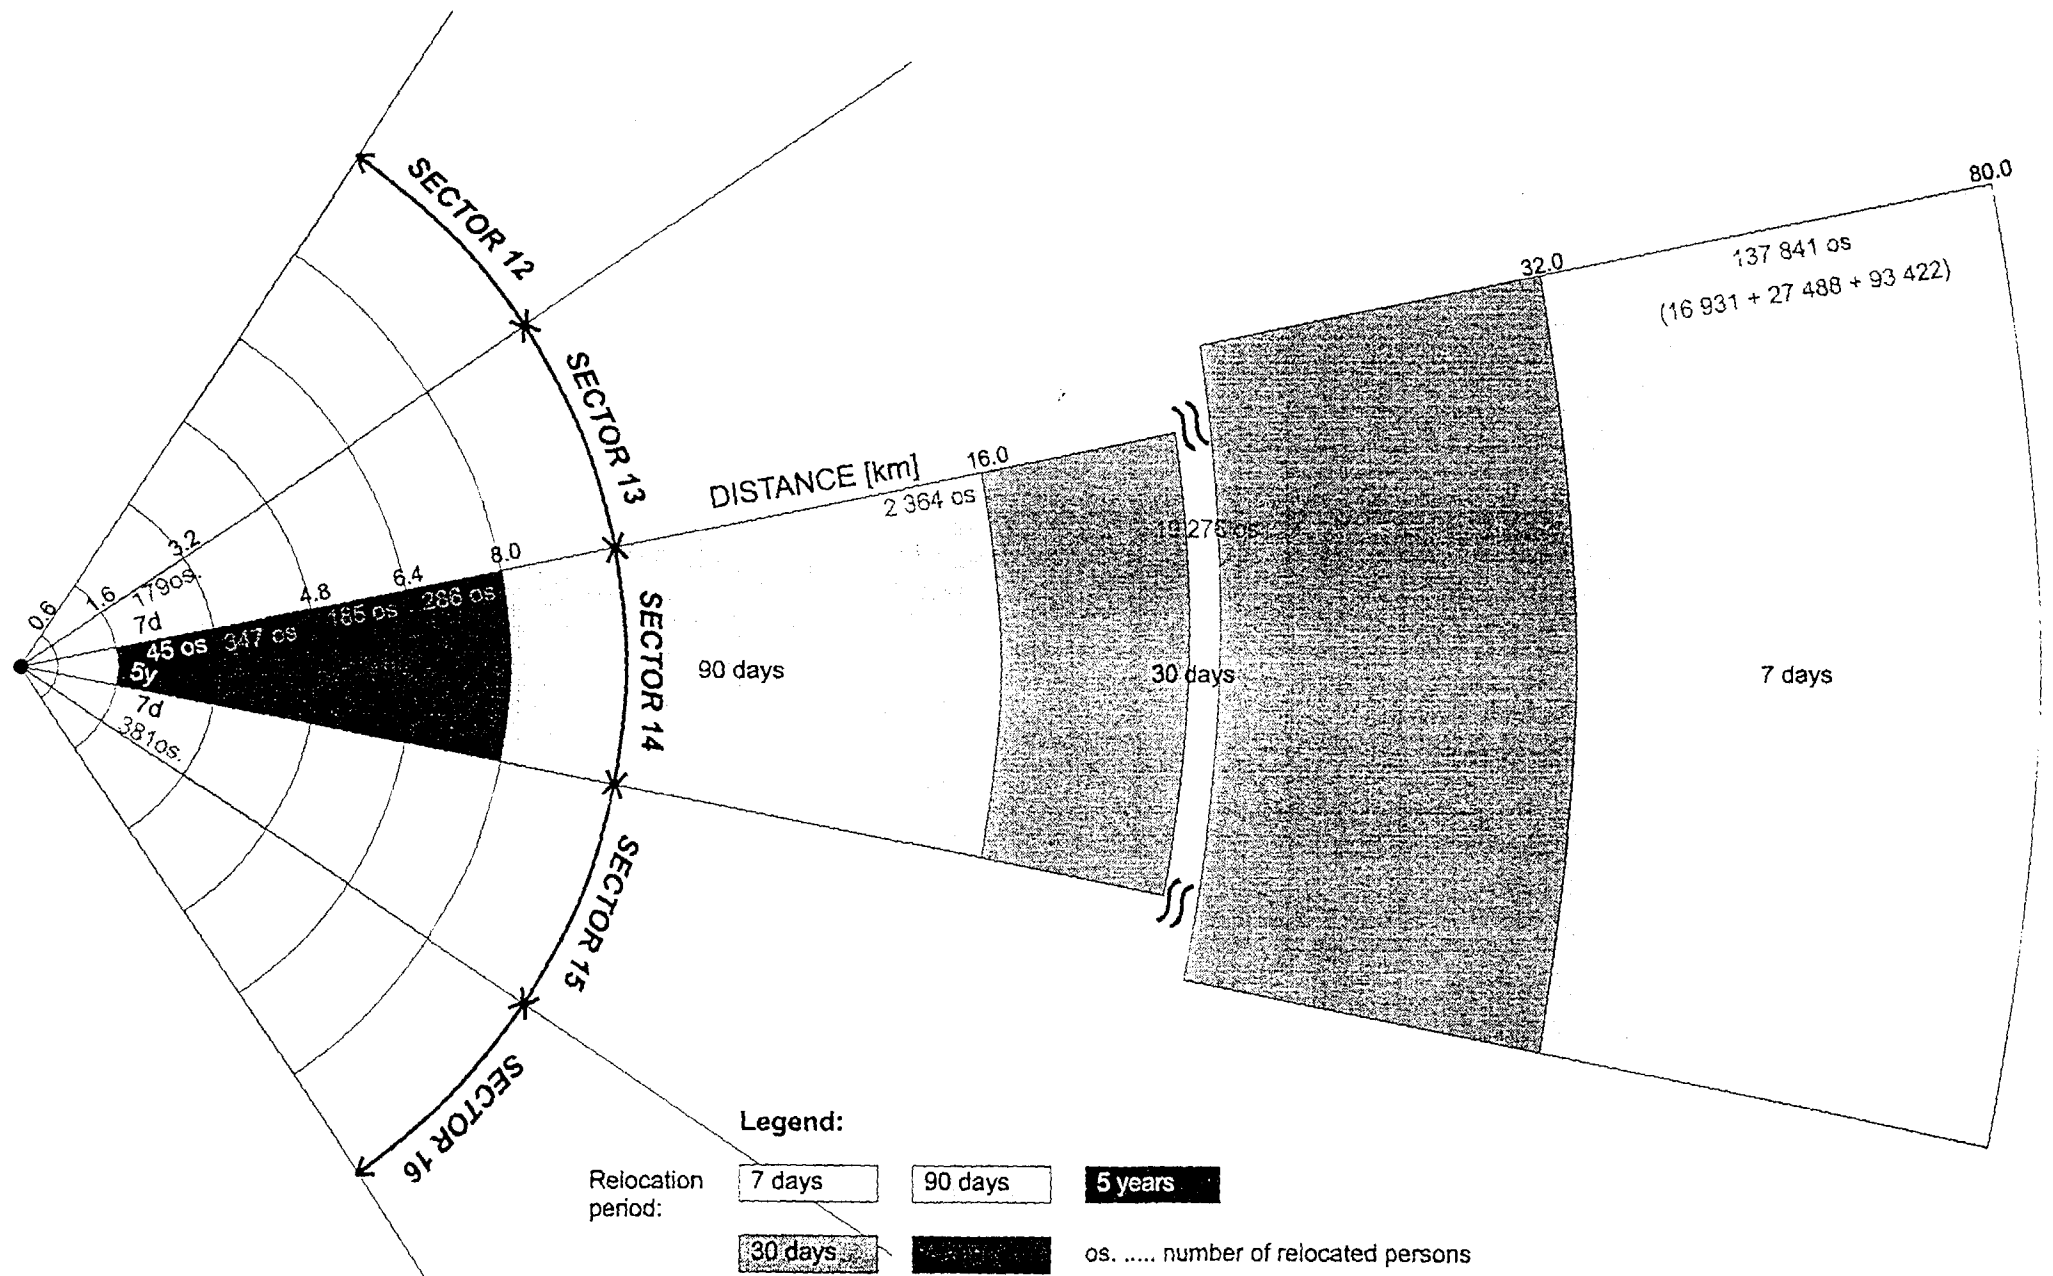 SECTOR 12
SECTOR 13
SECTOR 14
SECTOR 15
SECTOR 16
DISTANCE [km]
0.6
1.6
3.2
4.8
6.4
8.0
16.0
32.0
80.0
179os.
7d
45 os
347 os
185 os
286 os
5y
7d
381os.
2 364 os
90 days
os
30 days
137 841 os
(16 931 + 27 488 + 93 422)
7 days
Legend:
Relocation
period:
7 days
90 days
5 years
30 days
os. ..... number of relocated persons